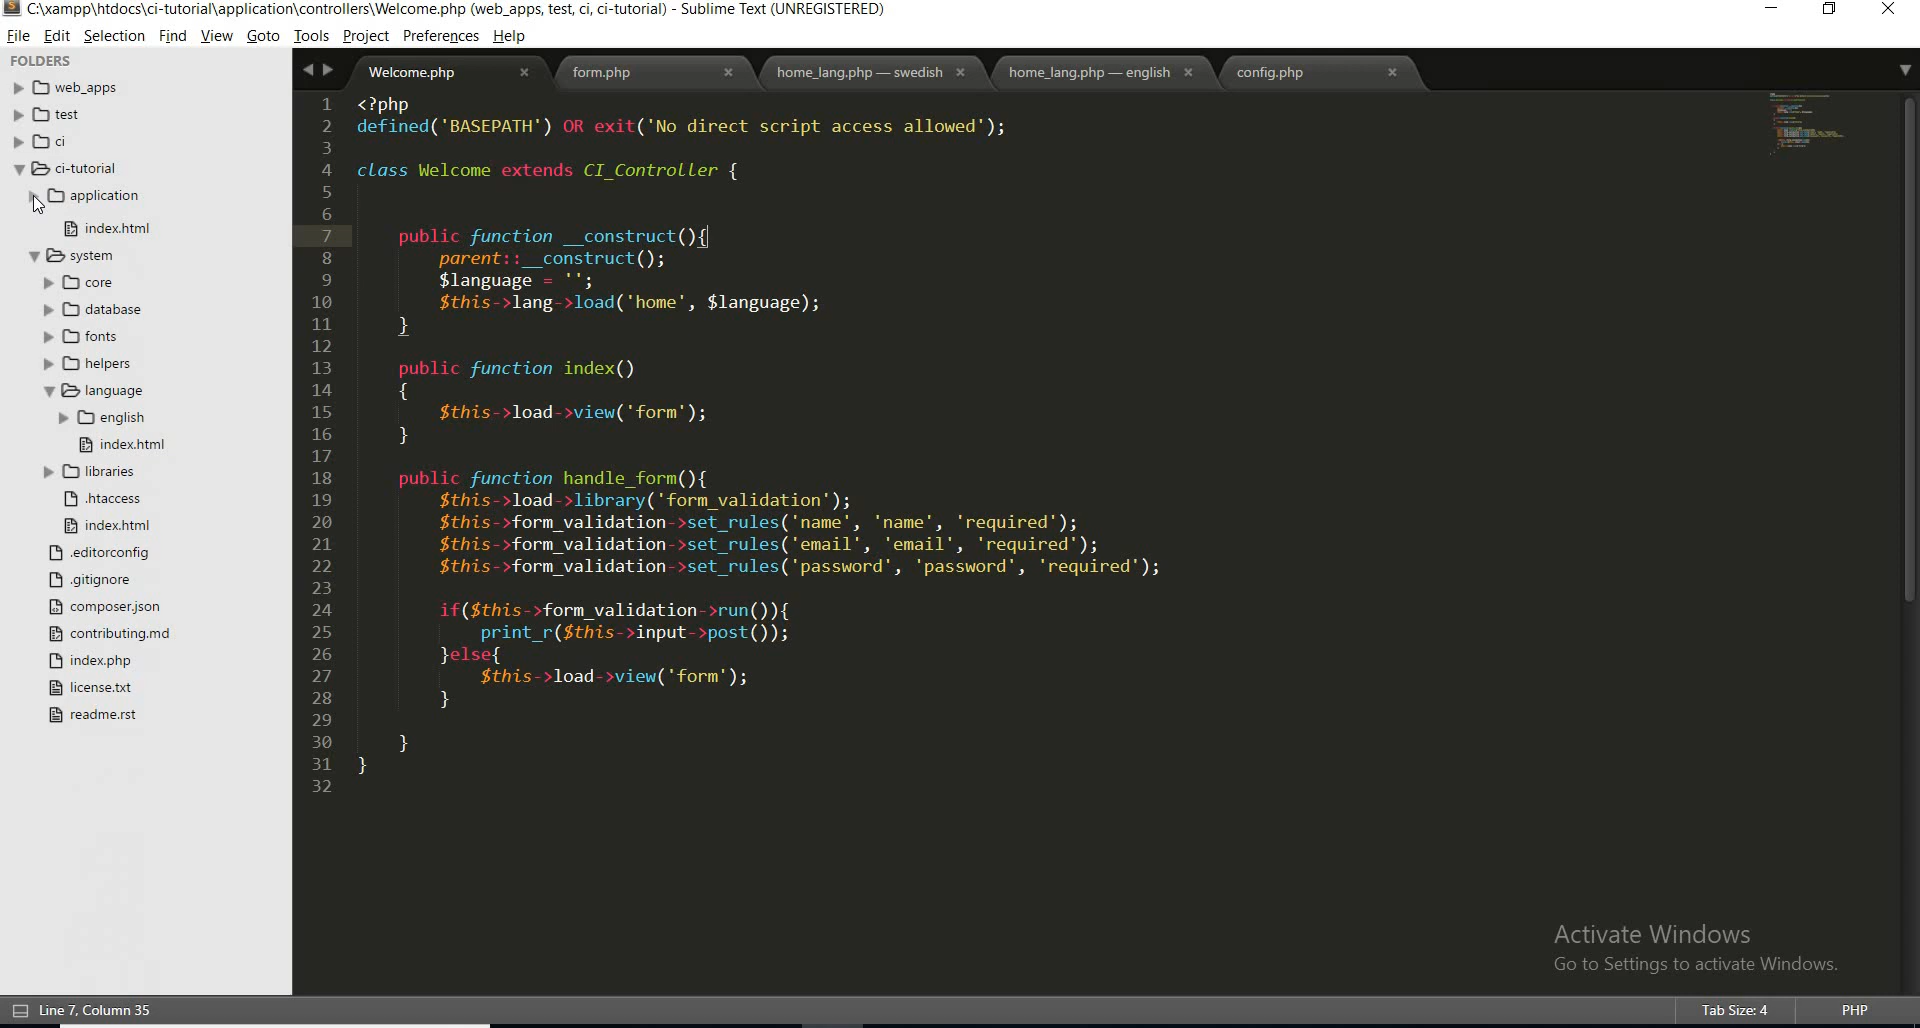 C:\xampp\htdocs\ci-tutorial\application\controllers\Welcome.php (web_apps, test, ci, ci-tutorial) - Sublime Text (UNREGISTERED)
File Edit Selection Find View Goto Tools Project Preferences Help
FOLDERS
web_apps
test
ci
ci-tutorial
application
index.html
system
core
database
fonts
helpers
language
english
index.html
libraries
.htaccess
index.html
.editorconfig
.gitignore
composer.json
contributing.md
index.php
license.txt
readme.rst
Welcome.php form.php home_lang.php — swedish home_lang.php — english config.php
1 <?php
2 defined('BASEPATH') OR exit('No direct script access allowed');
3
4 class Welcome extends CI_Controller {
5
6
7 public function __construct(){
8 parent::__construct();
9 $language = '';
10 $this->lang->load('home', $language);
11 }
12
13 public function index()
14 {
15 $this->load->view('form');
16 }
17
18 public function handle_form(){
19 $this->load->library('form_validation');
20 $this->form_validation->set_rules('name', 'name', 'required');
21 $this->form_validation->set_rules('email', 'email', 'required');
22 $this->form_validation->set_rules('password', 'password', 'required');
23
24 if($this->form_validation->run()){
25 print_r($this->input->post());
26 }else{
27 $this->load->view('form');
28 }
29
30 }
31 }
32
Activate Windows
Go to Settings to activate Windows.
Line 7, Column 35 Tab Size: 4 PHP